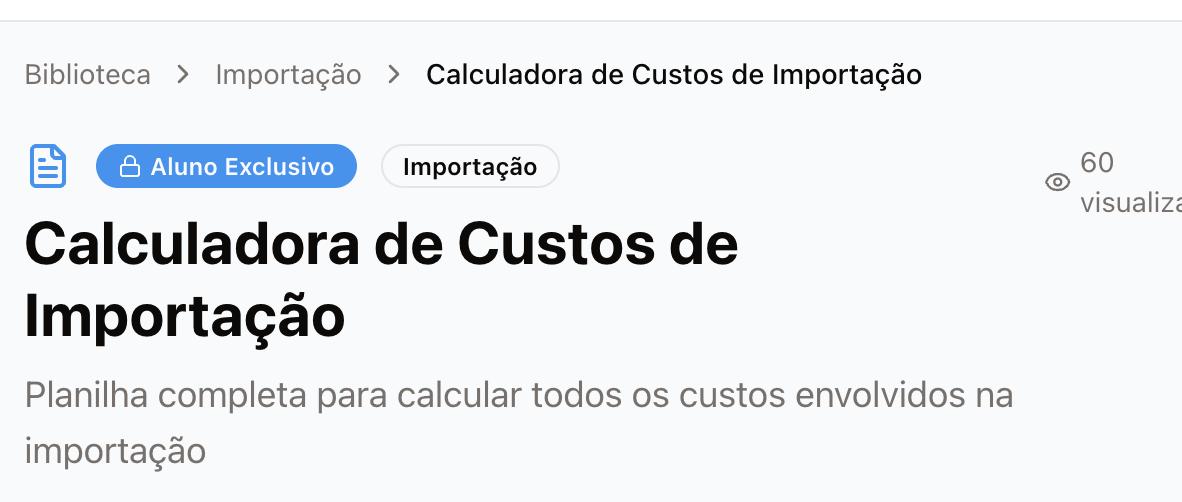 Biblioteca > Importação > Calculadora de Custos de Importação
Aluno Exclusivo Importação
60
Calculadora de Custos de
Importação
Planilha completa para calcular todos os custos envolvidos na
importação